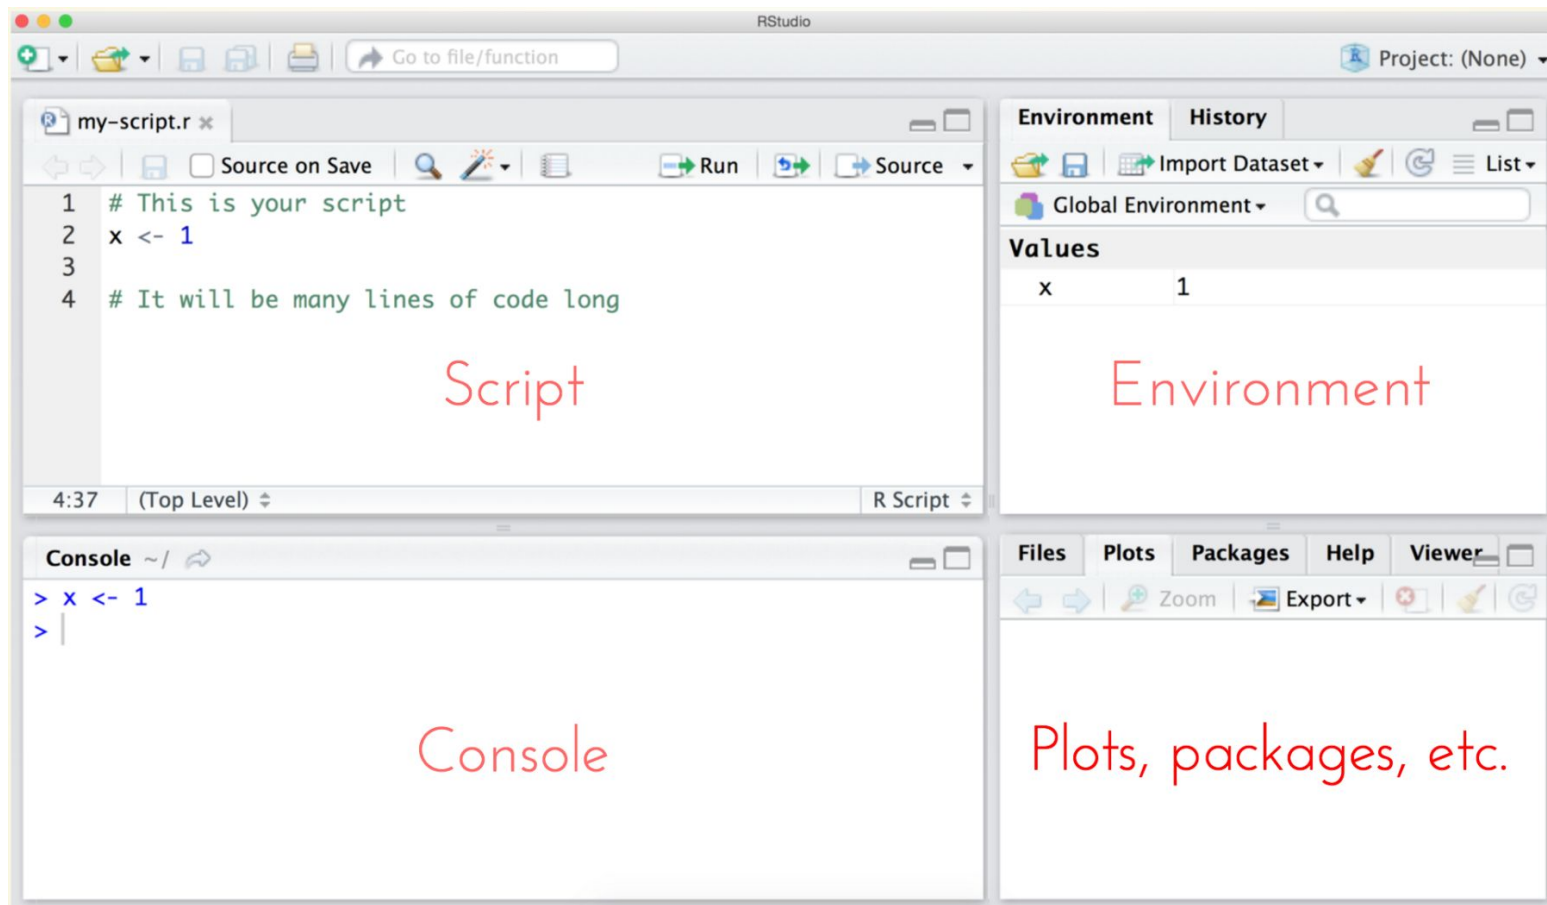 RStudio
Go to file/function
Project: (None)
my-script.r
Source on Save
Run
Source
1 # This is your script
2 x <- 1
3
4 # It will be many lines of code long
Script
4:37 (Top Level)
R Script
Environment History
Import Dataset
List
Global Environment
Values
x 1
Environment
Console ~/
> x <- 1
>
Console
Files Plots Packages Help Viewer
Zoom Export
Plots, packages, etc.